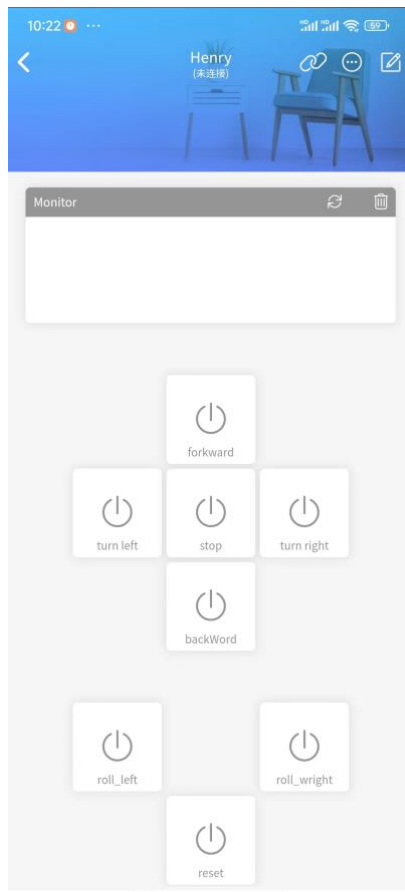 10:22 ...
59
Henry
(未连接)
Monitor
forkward
turn left
stop
turn right
backWord
roll_left
roll_wright
reset